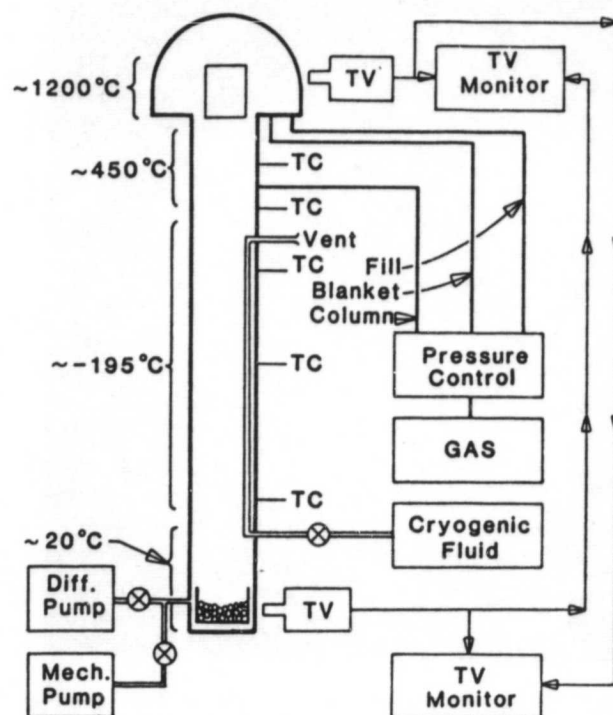 ~1200°C
TV
TV
Monitor
~450°C
TC
TC
Vent
TC
Fill
Blanket
Column
~-195°C
TC
Pressure
Control
GAS
TC
~20°C
Cryogenic
Fluid
Diff.
Pump
TV
Mech.
Pump
TV
Monitor